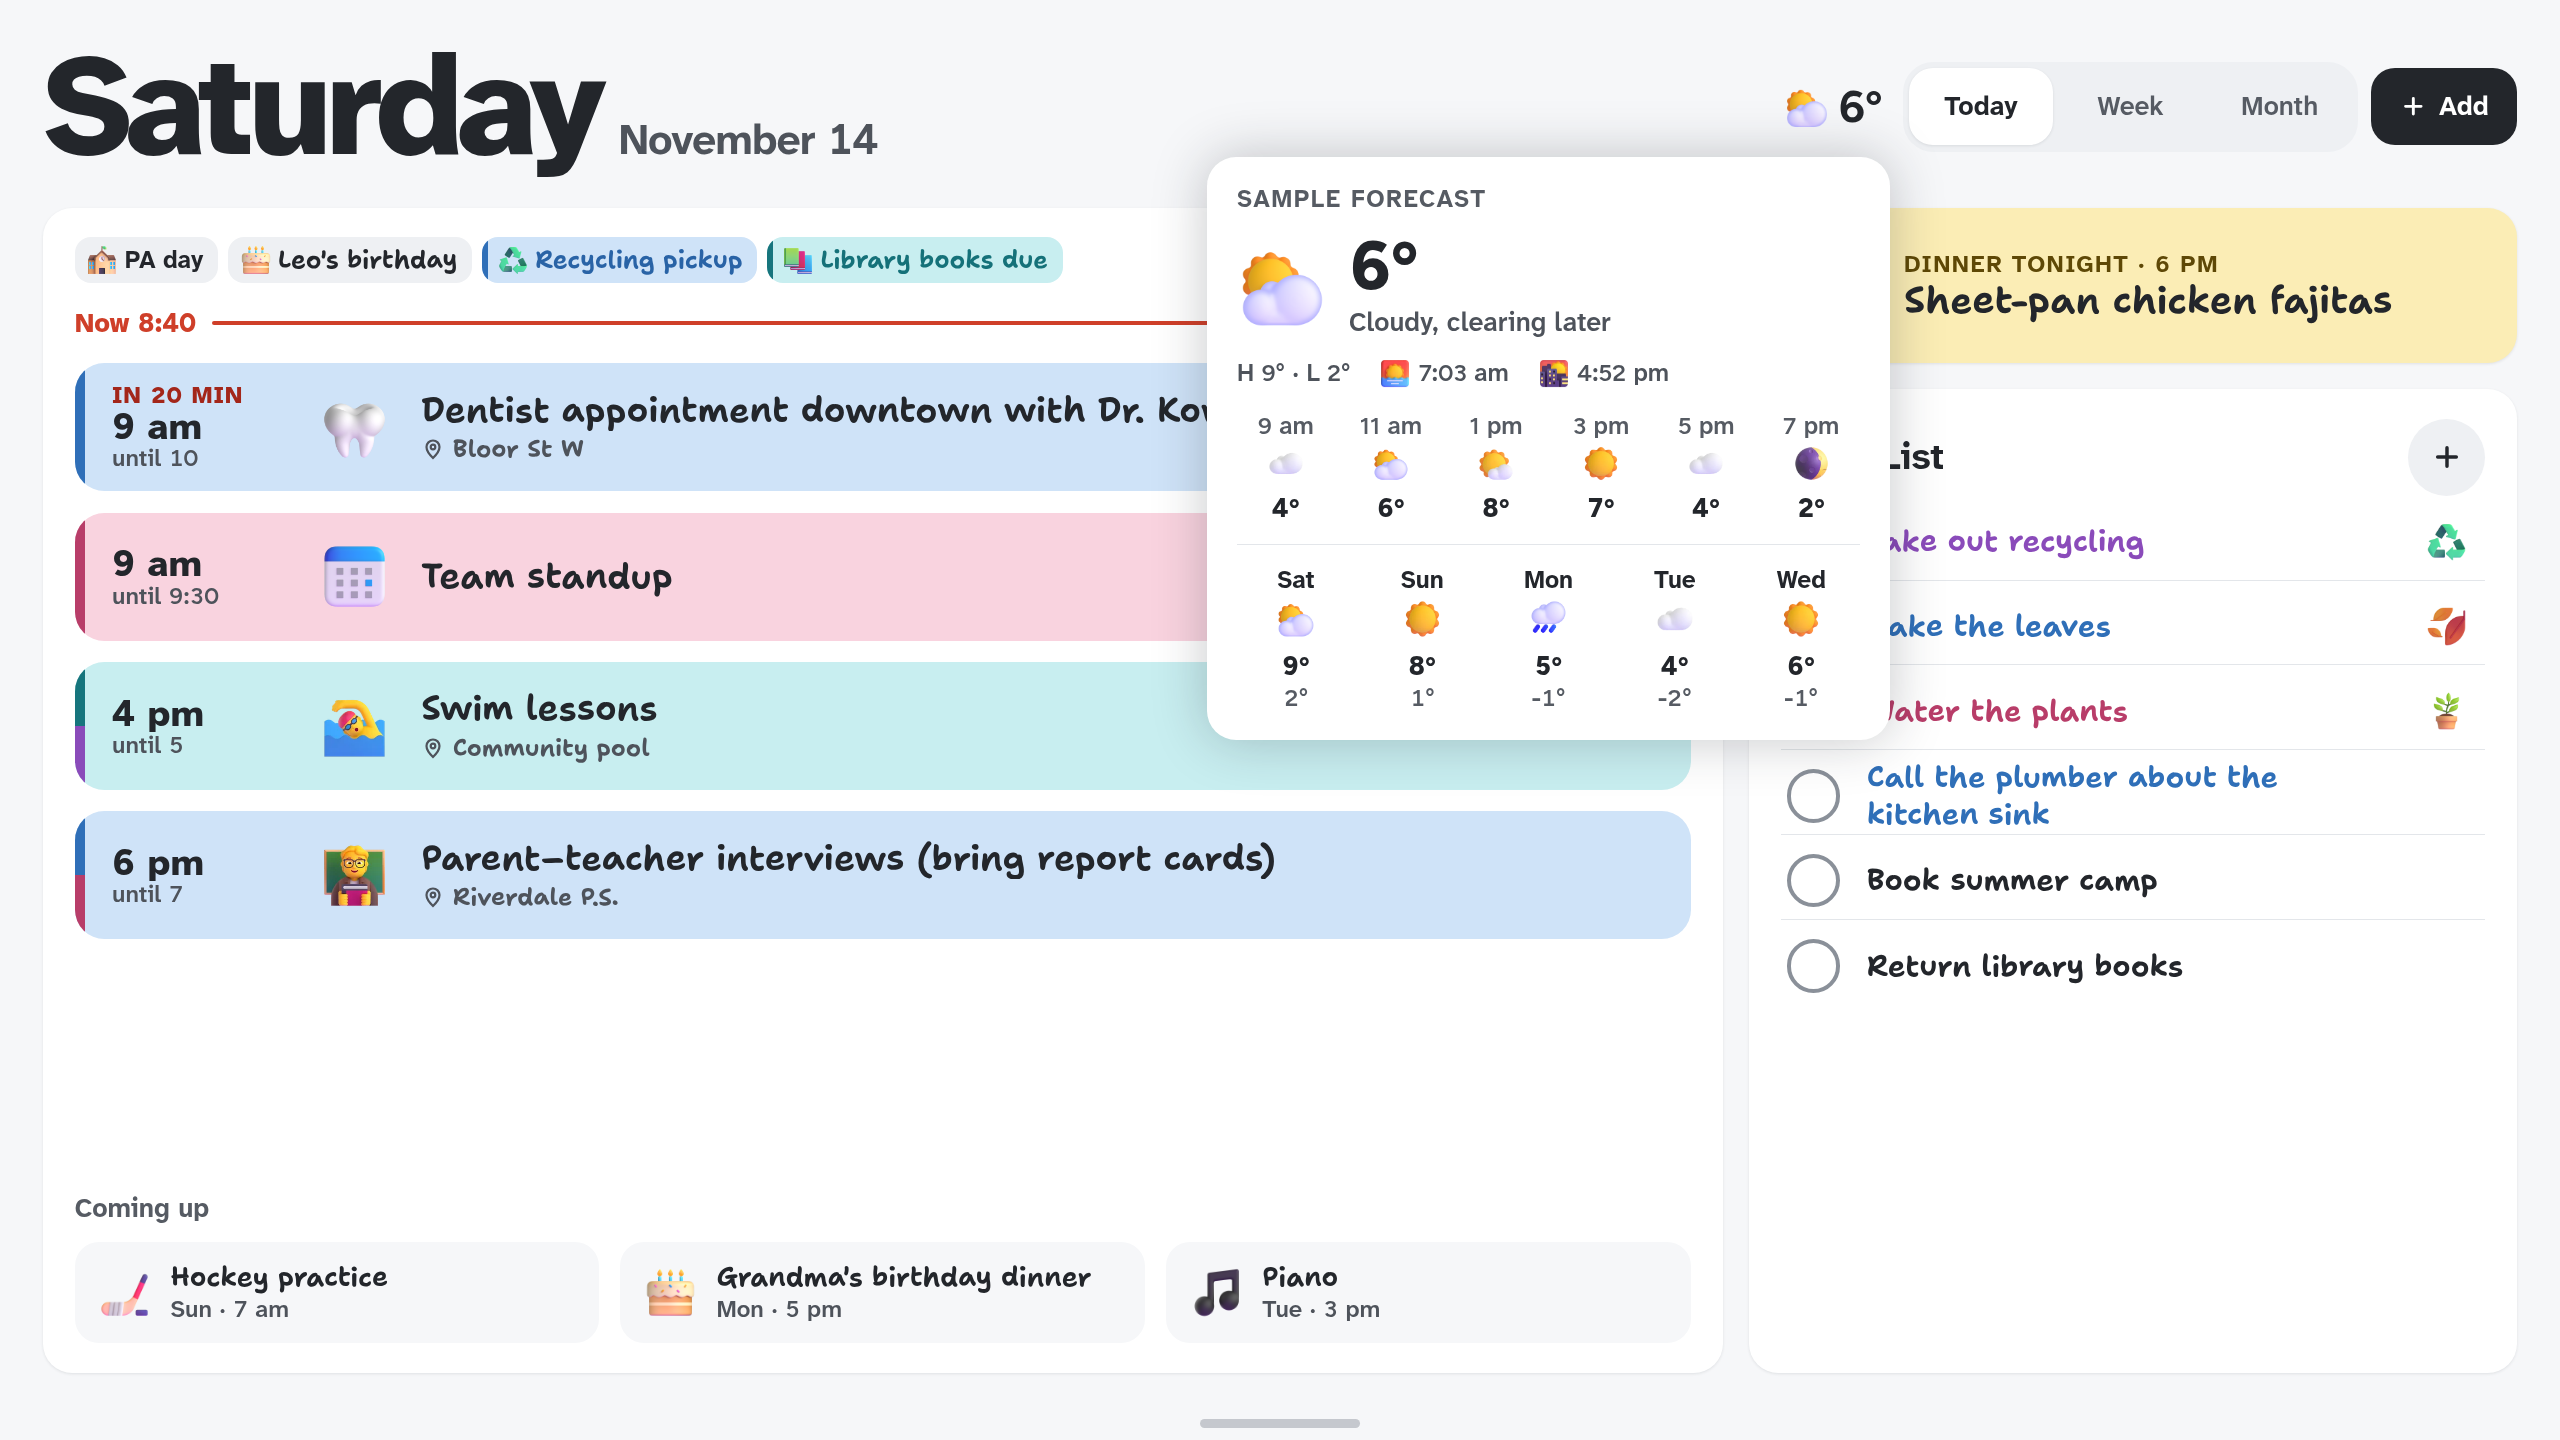 Saturday November 14
6°
Today
Week
Month
+ Add
PA day
Leo's birthday
Recycling pickup
Library books due
Now 8:40
IN 20 MIN
9 am
until 10
Dentist appointment downtown with Dr.
Bloor St W
9 am
until 9:30
Team standup
4 pm
until 5
Swim lessons
Community pool
6 pm
until 7
Parent–teacher interviews (bring report cards)
Riverdale P.S.
Coming up
Hockey practice
Sun · 7 am
Grandma's birthday dinner
Mon · 5 pm
Piano
Tue · 3 pm
SAMPLE FORECAST
6°
Cloudy, clearing later
H 9° · L 2° 7:03 am 4:52 pm
9 am 11 am 1 pm 3 pm 5 pm 7 pm
4° 6° 8° 7° 4° 2°
Sat Sun Mon Tue Wed
9° 8° 5° 4° 6°
2° 1° -1° -2° -1°
DINNER TONIGHT · 6 PM
Sheet-pan chicken fajitas
List
+
out recycling
the leaves
the plants
Call the plumber about the
kitchen sink
Book summer camp
Return library books